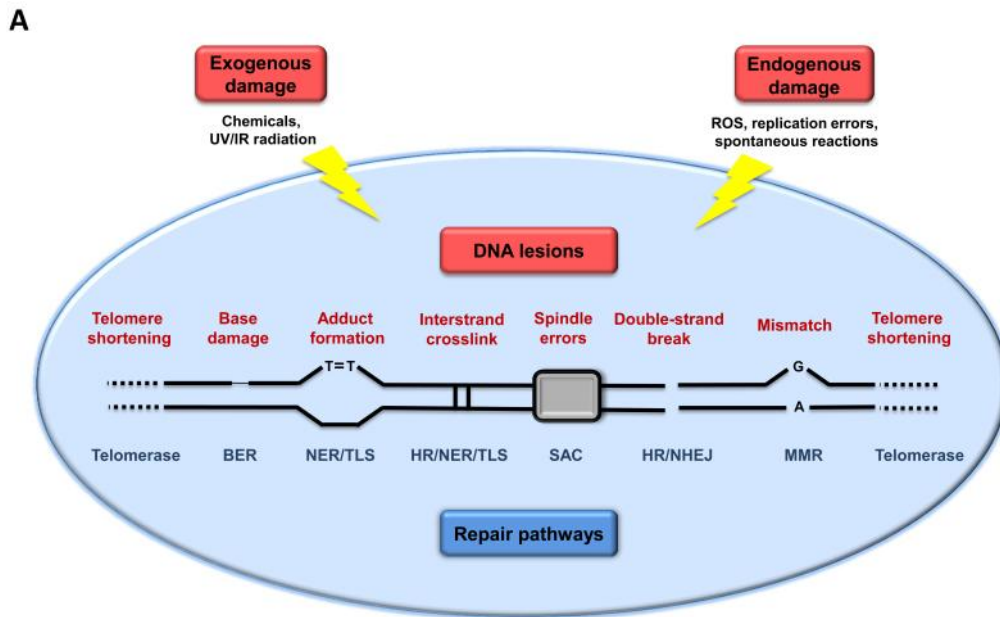 A
Exogenous
damage
Chemicals,
UV/IR radiation
Endogenous
damage
ROS, replication errors,
spontaneous reactions
DNA lesions
Telomere
shortening
Base
damage
Adduct
formation
Interstrand
crosslink
Spindle
errors
Double-strand
break
Mismatch
Telomere
shortening
T=T
G
A
Telomerase
BER
NER/TLS
HR/NER/TLS
SAC
HR/NHEJ
MMR
Telomerase
Repair pathways